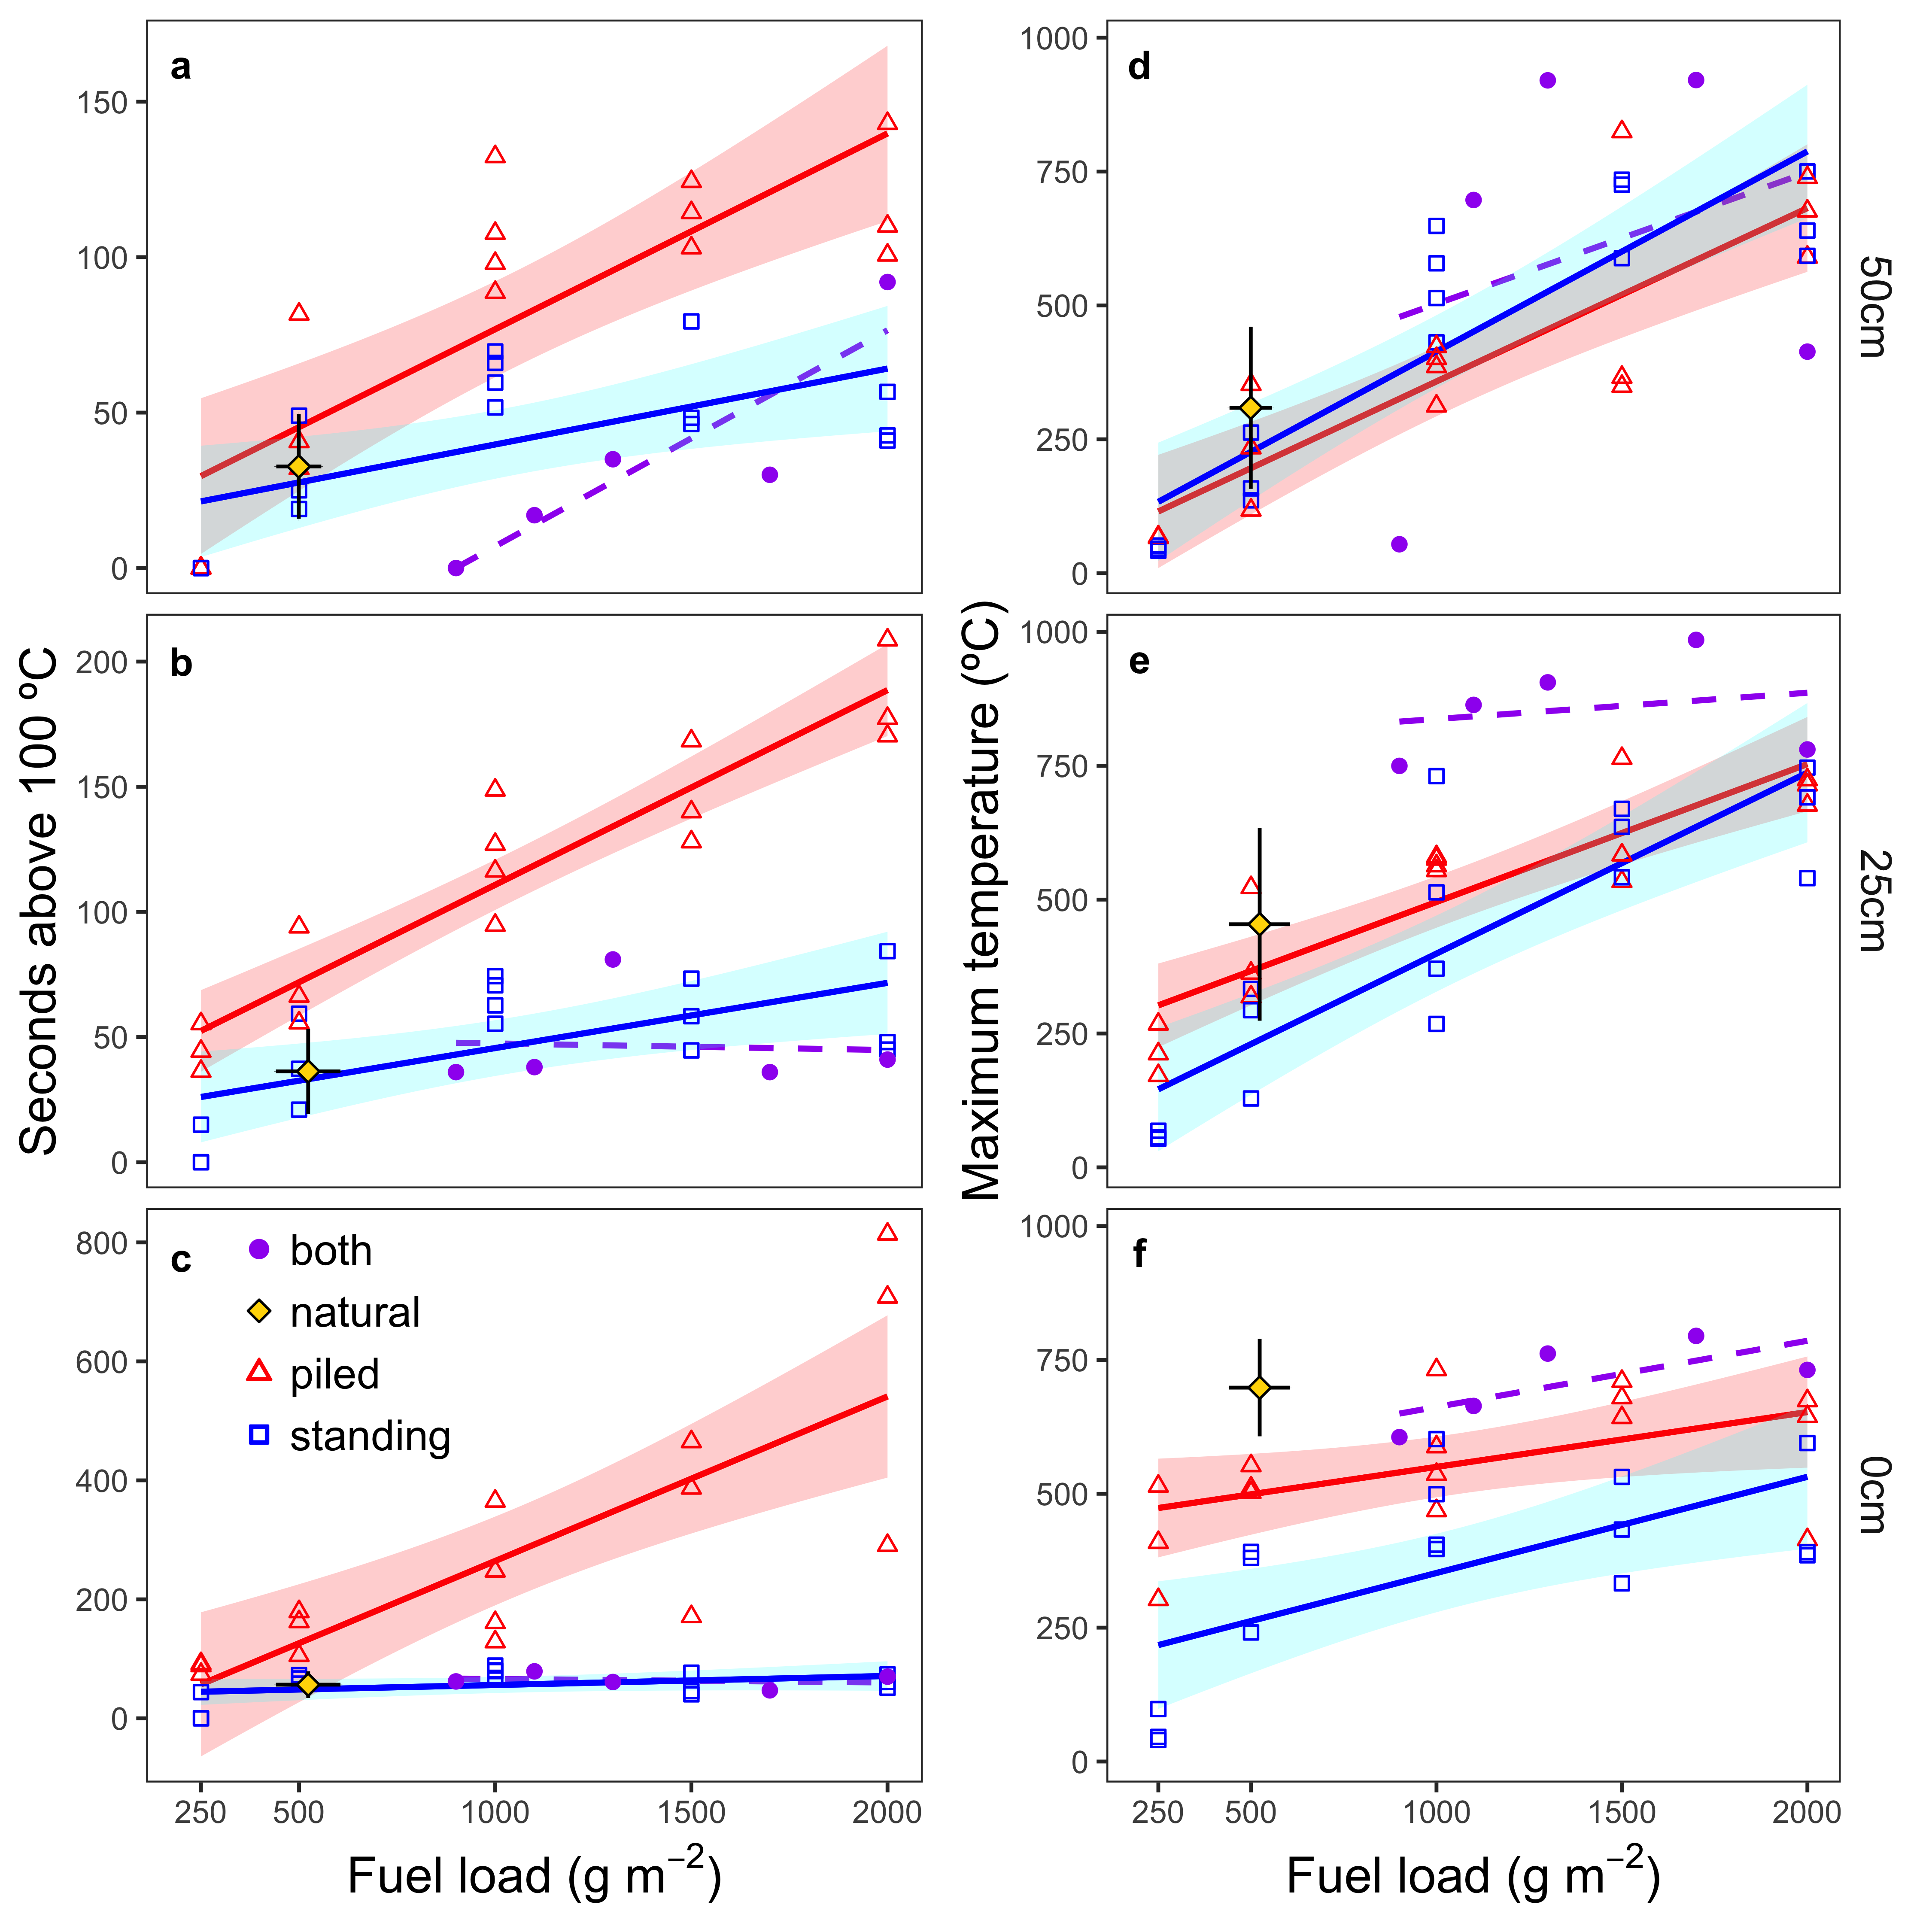 a
150
100
50
0
b
200
150
100
50
0
c
800
600
400
200
0
both
natural
piled
standing
250 500 1000 1500 2000
Fuel load (g m⁻²)
Seconds above 100 ºC
d
1000
750
500
250
0
50cm
e
1000
750
500
250
0
25cm
f
1000
750
500
250
0
0cm
250 500 1000 1500 2000
Fuel load (g m⁻²)
Maximum temperature (ºC)